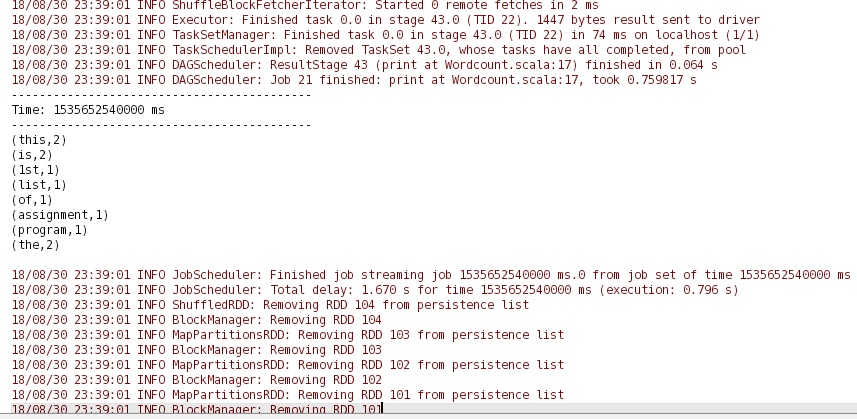 18/08/30 23:39:01 INFO ShuffleBlockFetcherIterator: Started 0 remote fetches in 2 ms
18/08/30 23:39:01 INFO Executor: Finished task 0.0 in stage 43.0 (TID 22). 1447 bytes result sent to driver
18/08/30 23:39:01 INFO TaskSetManager: Finished task 0.0 in stage 43.0 (TID 22) in 74 ms on localhost (1/1)
18/08/30 23:39:01 INFO TaskSchedulerImpl: Removed TaskSet 43.0, whose tasks have all completed, from pool
18/08/30 23:39:01 INFO DAGScheduler: ResultStage 43 (print at Wordcount.scala:17) finished in 0.064 s
18/08/30 23:39:01 INFO DAGScheduler: Job 21 finished: print at Wordcount.scala:17, took 0.759817 s
-------------------------------------------
Time: 1535652540000 ms
-------------------------------------------
(this,2)
(is,2)
(1st,1)
(list,1)
(of,1)
(assignment,1)
(program,1)
(the,2)
18/08/30 23:39:01 INFO JobScheduler: Finished job streaming job 1535652540000 ms.0 from job set of time 1535652540000 ms
18/08/30 23:39:01 INFO JobScheduler: Total delay: 1.670 s for time 1535652540000 ms (execution: 0.796 s)
18/08/30 23:39:01 INFO ShuffledRDD: Removing RDD 104 from persistence list
18/08/30 23:39:01 INFO BlockManager: Removing RDD 104
18/08/30 23:39:01 INFO MapPartitionsRDD: Removing RDD 103 from persistence list
18/08/30 23:39:01 INFO BlockManager: Removing RDD 103
18/08/30 23:39:01 INFO MapPartitionsRDD: Removing RDD 102 from persistence list
18/08/30 23:39:01 INFO BlockManager: Removing RDD 102
18/08/30 23:39:01 INFO MapPartitionsRDD: Removing RDD 101 from persistence list
18/08/30 23:39:01 INFO BlockManager: Removing RDD 101